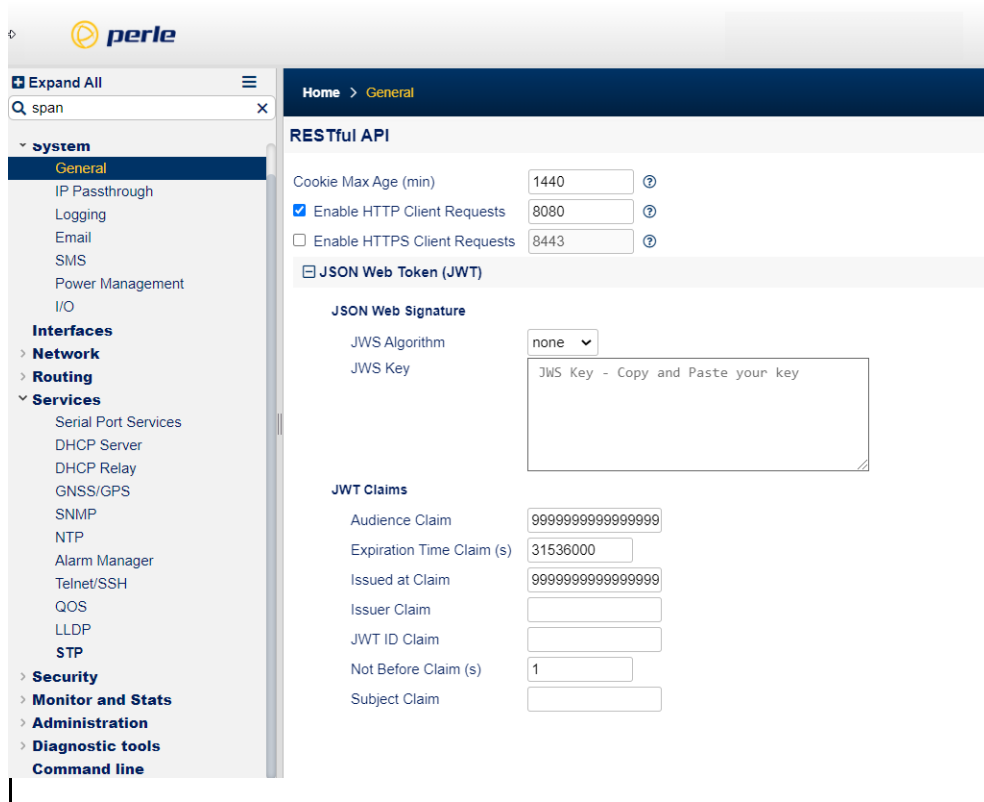 perle
Expand All
span
System
General
IP Passthrough
Logging
Email
SMS
Power Management
I/O
Interfaces
Network
Routing
Services
Serial Port Services
DHCP Server
DHCP Relay
GNSS/GPS
SNMP
NTP
Alarm Manager
Telnet/SSH
QOS
LLDP
STP
Security
Monitor and Stats
Administration
Diagnostic tools
Command line
Home > General
RESTful API
Cookie Max Age (min) 1440
Enable HTTP Client Requests 8080
Enable HTTPS Client Requests 8443
JSON Web Token (JWT)
JSON Web Signature
JWS Algorithm none
JWS Key JWS Key - Copy and Paste your key
JWT Claims
Audience Claim 9999999999999999
Expiration Time Claim (s) 31536000
Issued at Claim 9999999999999999
Issuer Claim
JWT ID Claim
Not Before Claim (s) 1
Subject Claim